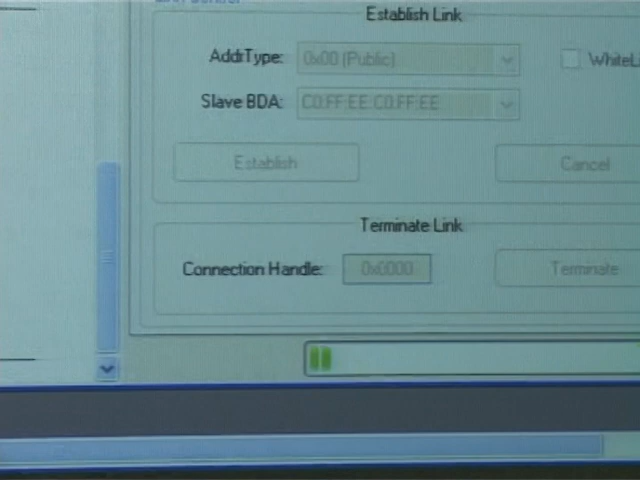 Establish Link
AddrType: 0x00 (Public) WhiteLi
Slave BDA: C0:FF:EE:C0:FF:EE
Establish Cancel
Terminate Link
Connection Handle: 0x0000 Terminate